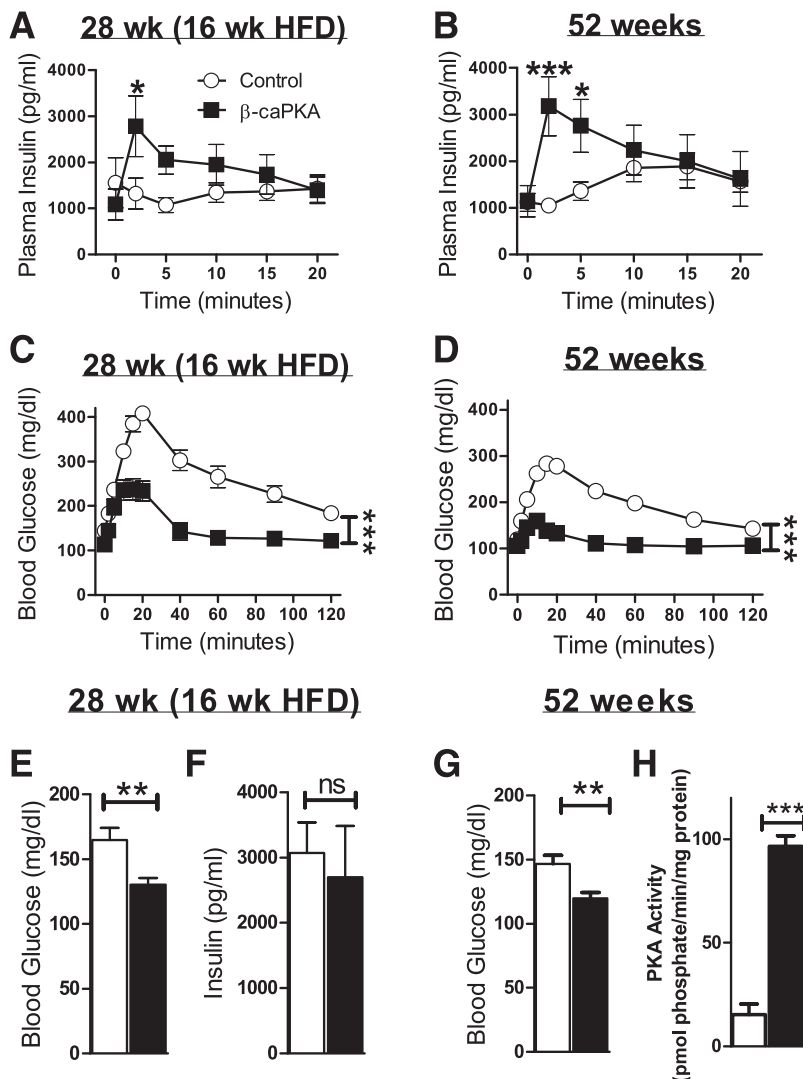 A
28 wk (16 wk HFD)
Plasma Insulin (pg/ml)
4000
3000
2000
1000
0
*
Control
β-caPKA
0 5 10 15 20
Time (minutes)
B
52 weeks
Plasma Insulin (pg/ml)
4000
3000
2000
1000
0
***
*
0 5 10 15 20
Time (minutes)
C
28 wk (16 wk HFD)
Blood Glucose (mg/dl)
400
300
200
100
0
***
0 20 40 60 80 100 120
Time (minutes)
D
52 weeks
Blood Glucose (mg/dl)
400
300
200
100
0
***
0 20 40 60 80 100 120
Time (minutes)
28 wk (16 wk HFD)
52 weeks
E
Blood Glucose (mg/dl)
200
150
100
50
0
**
F
Insulin (pg/ml)
4000
3000
2000
1000
0
ns
G
Blood Glucose (mg/dl)
200
150
100
50
0
**
H
PKA Activity
(pmol phosphate/min/mg protein)
100
50
0
***